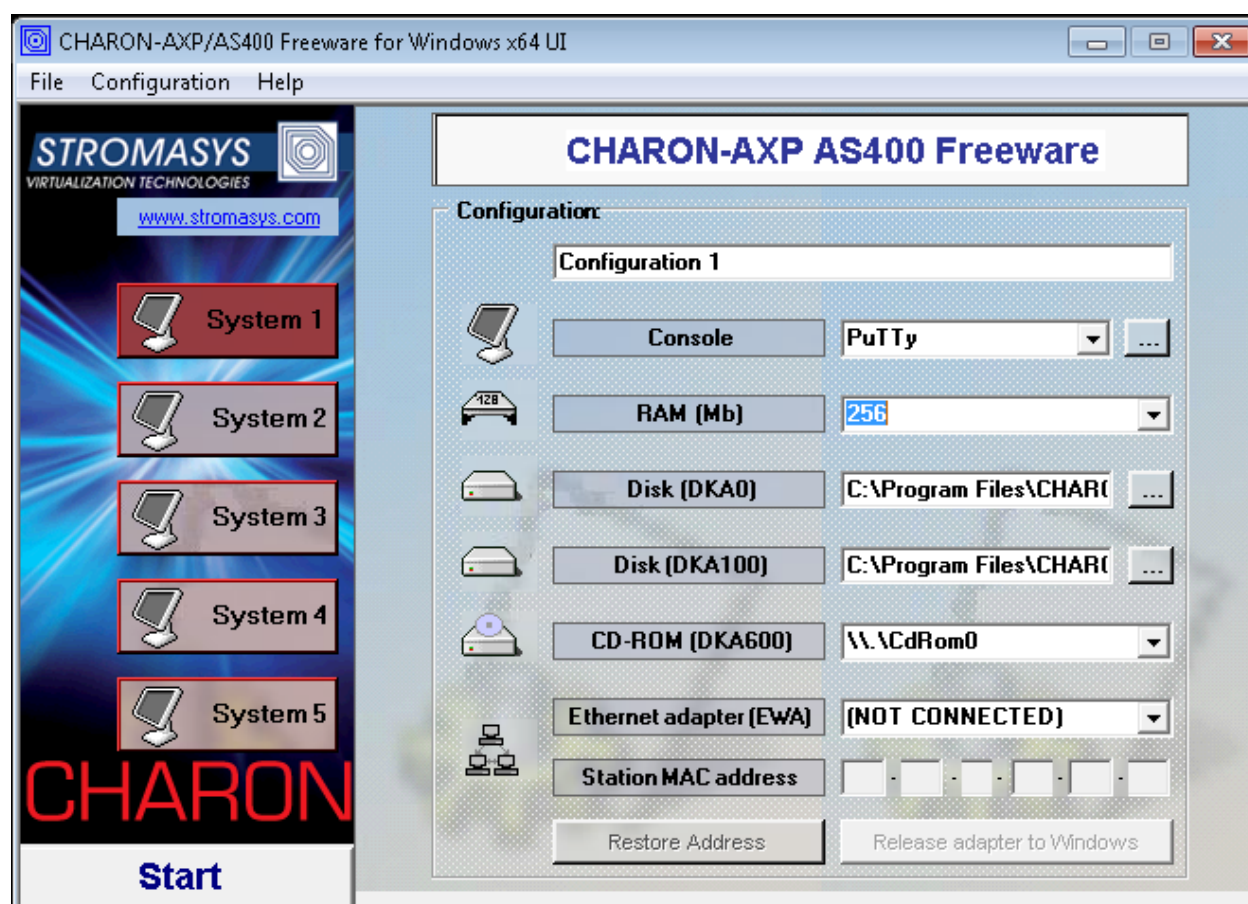 CHARON-AXP/AS400 Freeware for Windows x64 UI
File Configuration Help
STROMASYS
VIRTUALIZATION TECHNOLOGIES
www.stromasys.com
System 1
System 2
System 3
System 4
System 5
CHARON
Start
CHARON-AXP AS400 Freeware
Configuration:
Configuration 1
Console PuTTy ...
128
RAM (Mb) 256
Disk (DKA0) C:\Program Files\CHAR( ...
Disk (DKA100) C:\Program Files\CHAR( ...
CD-ROM (DKA600) \\.\CdRom0
Ethernet adapter (EWA) (NOT CONNECTED)
Station MAC address - - - - -
Restore Address Release adapter to Windows